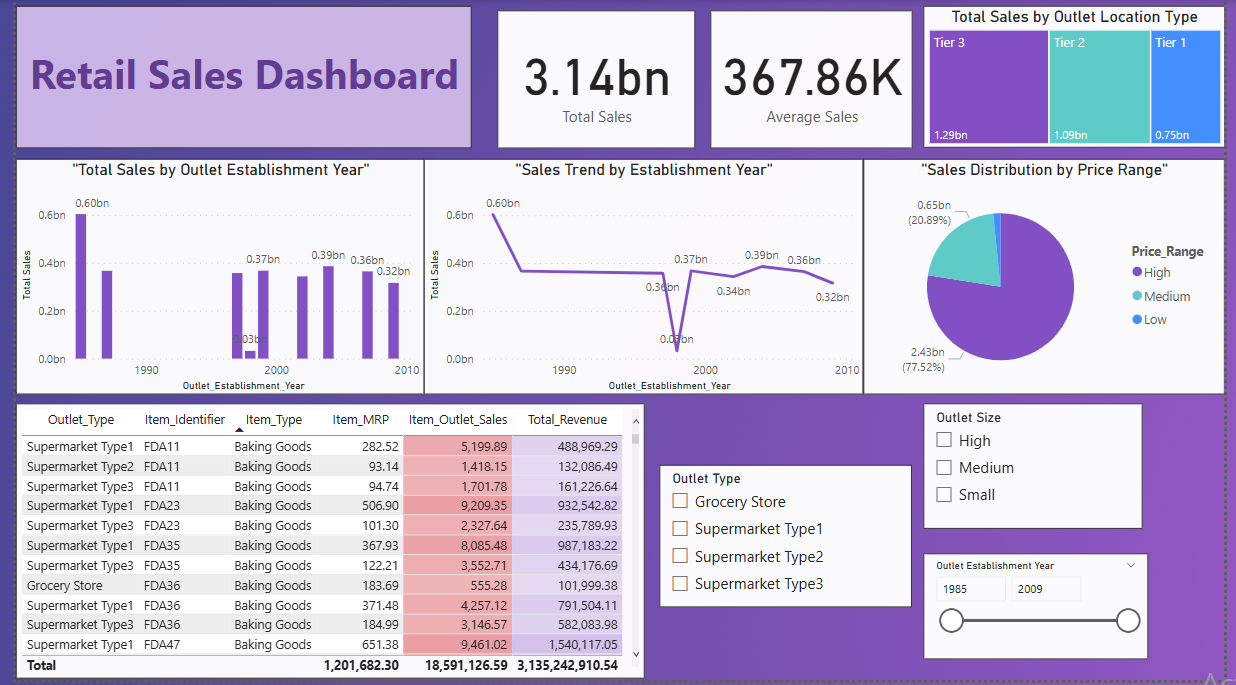 Retail Sales Dashboard
3.14bn
Total Sales
367.86K
Average Sales
Total Sales by Outlet Location Type
Tier 3
Tier 2
Tier 1
1.29bn
1.09bn
0.75bn
"Total Sales by Outlet Establishment Year"
Total Sales
0.6bn
0.4bn
0.2bn
0.0bn
0.60bn
0.03bn
0.37bn
0.39bn
0.36bn
0.32bn
1990
2000
2010
Outlet_Establishment_Year
"Sales Trend by Establishment Year"
Total Sales
0.6bn
0.4bn
0.2bn
0.0bn
0.60bn
0.36bn
0.03bn
0.37bn
0.34bn
0.39bn
0.36bn
0.32bn
1990
2000
2010
Outlet_Establishment_Year
"Sales Distribution by Price Range"
0.65bn
(20.89%)
2.43bn
(77.52%)
Price_Range
High
Medium
Low
Outlet_Type Item_Identifier Item_Type Item_MRP Item_Outlet_Sales Total_Revenue
Supermarket Type1 FDA11 Baking Goods 282.52 5,199.89 488,969.29
Supermarket Type2 FDA11 Baking Goods 93.14 1,418.15 132,086.49
Supermarket Type3 FDA11 Baking Goods 94.74 1,701.78 161,226.64
Supermarket Type1 FDA23 Baking Goods 506.90 9,209.35 932,542.82
Supermarket Type3 FDA23 Baking Goods 101.30 2,327.64 235,789.93
Supermarket Type1 FDA35 Baking Goods 367.93 8,085.48 987,183.22
Supermarket Type3 FDA35 Baking Goods 122.21 3,552.71 434,176.69
Grocery Store FDA36 Baking Goods 183.69 555.28 101,999.38
Supermarket Type1 FDA36 Baking Goods 371.48 4,257.12 791,504.11
Supermarket Type3 FDA36 Baking Goods 184.99 3,146.57 582,083.98
Supermarket Type1 FDA47 Baking Goods 651.38 9,461.02 1,540,117.05
Total 1,201,682.30 18,591,126.59 3,135,242,910.54
Outlet Type
Grocery Store
Supermarket Type1
Supermarket Type2
Supermarket Type3
Outlet Size
High
Medium
Small
Outlet Establishment Year
1985
2009